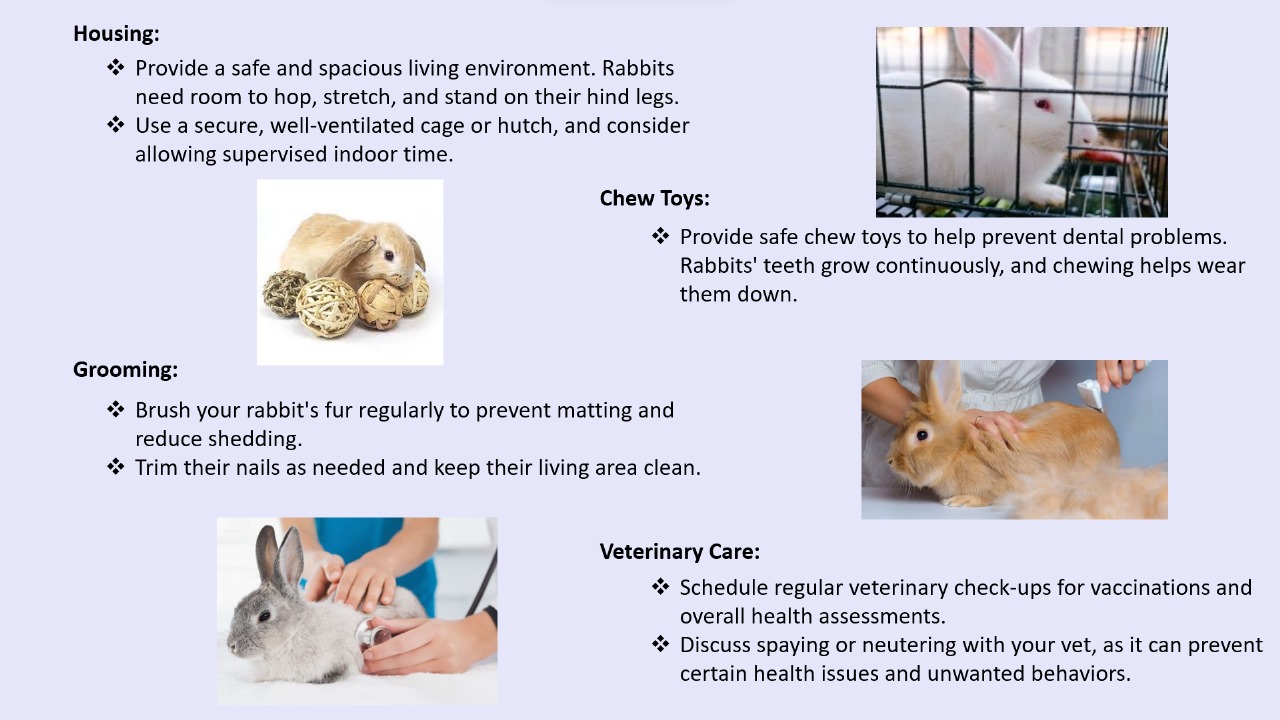 Housing:
❖ Provide a safe and spacious living environment. Rabbits
need room to hop, stretch, and stand on their hind legs.
❖ Use a secure, well-ventilated cage or hutch, and consider
allowing supervised indoor time.
Chew Toys:
❖ Provide safe chew toys to help prevent dental problems.
Rabbits' teeth grow continuously, and chewing helps wear
them down.
Grooming:
❖ Brush your rabbit's fur regularly to prevent matting and
reduce shedding.
❖ Trim their nails as needed and keep their living area clean.
Veterinary Care:
❖ Schedule regular veterinary check-ups for vaccinations and
overall health assessments.
❖ Discuss spaying or neutering with your vet, as it can prevent
certain health issues and unwanted behaviors.